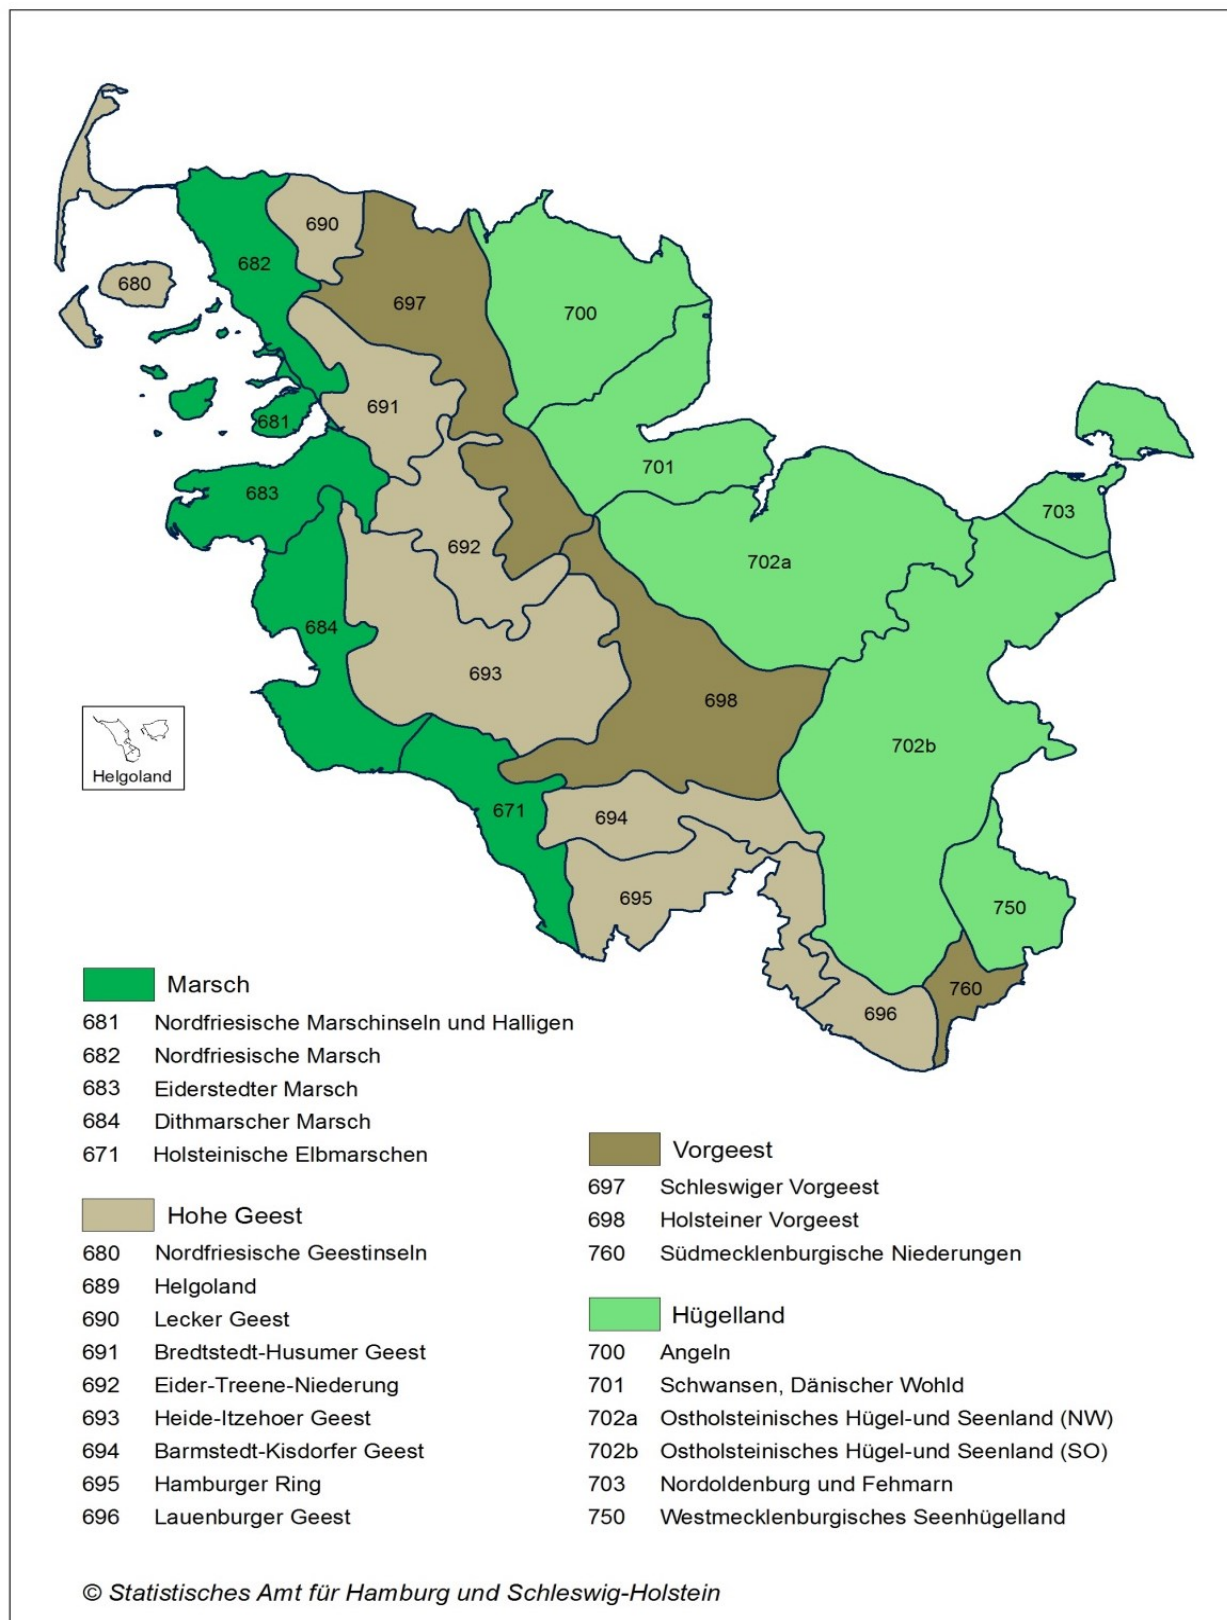 690
682
680
697
700
691
681
701
683
703
692
702a
684
693
698
702b
Helgoland
671
694
695
750
760
696
Marsch
681 Nordfriesische Marschinseln und Halligen
682 Nordfriesische Marsch
683 Eiderstedter Marsch
684 Dithmarscher Marsch
671 Holsteinische Elbmarschen
Hohe Geest
680 Nordfriesische Geestinseln
689 Helgoland
690 Lecker Geest
691 Bredtstedt-Husumer Geest
692 Eider-Treene-Niederung
693 Heide-Itzehoer Geest
694 Barmstedt-Kisdorfer Geest
695 Hamburger Ring
696 Lauenburger Geest
Vorgeest
697 Schleswiger Vorgeest
698 Holsteiner Vorgeest
760 Südmecklenburgische Niederungen
Hügelland
700 Angeln
701 Schwansen, Dänischer Wohld
702a Ostholsteinisches Hügel-und Seenland (NW)
702b Ostholsteinisches Hügel-und Seenland (SO)
703 Nordoldenburg und Fehmarn
750 Westmecklenburgisches Seenhügelland
© Statistisches Amt für Hamburg und Schleswig-Holstein